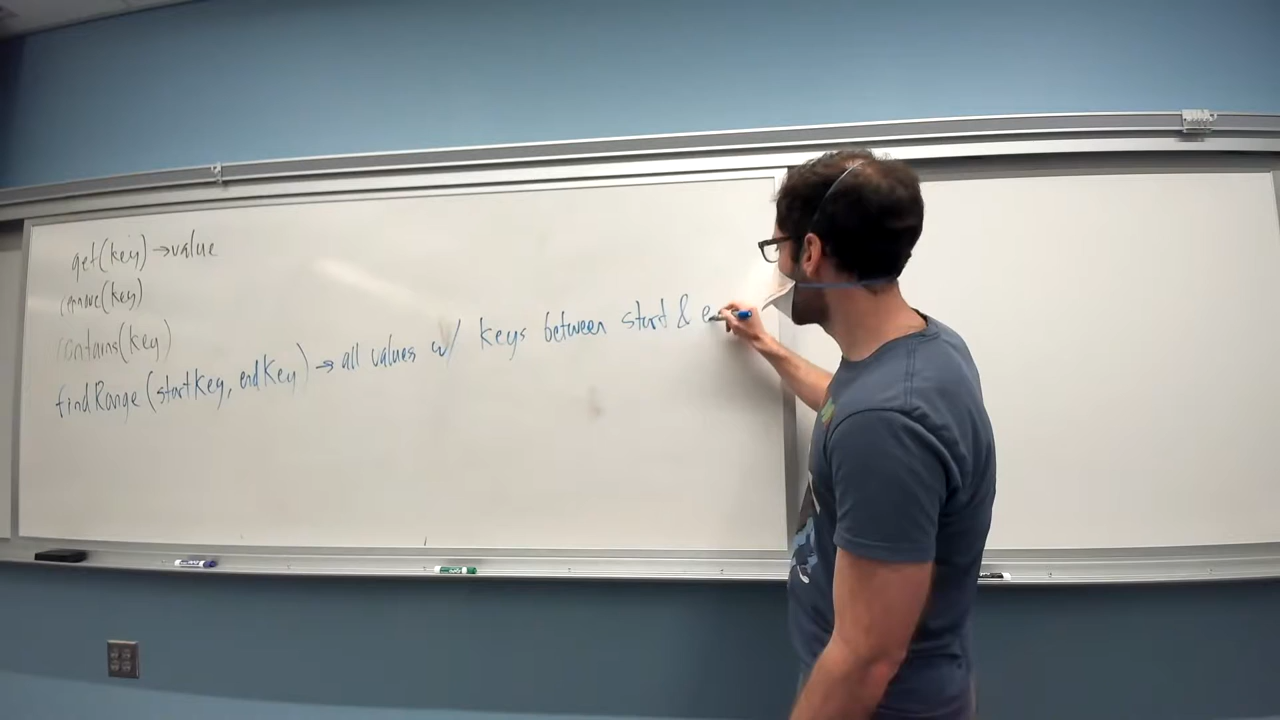 get(key) → value
remove(key)
contains(key)
findRange(startKey, endKey) → all values w/ keys between start & e